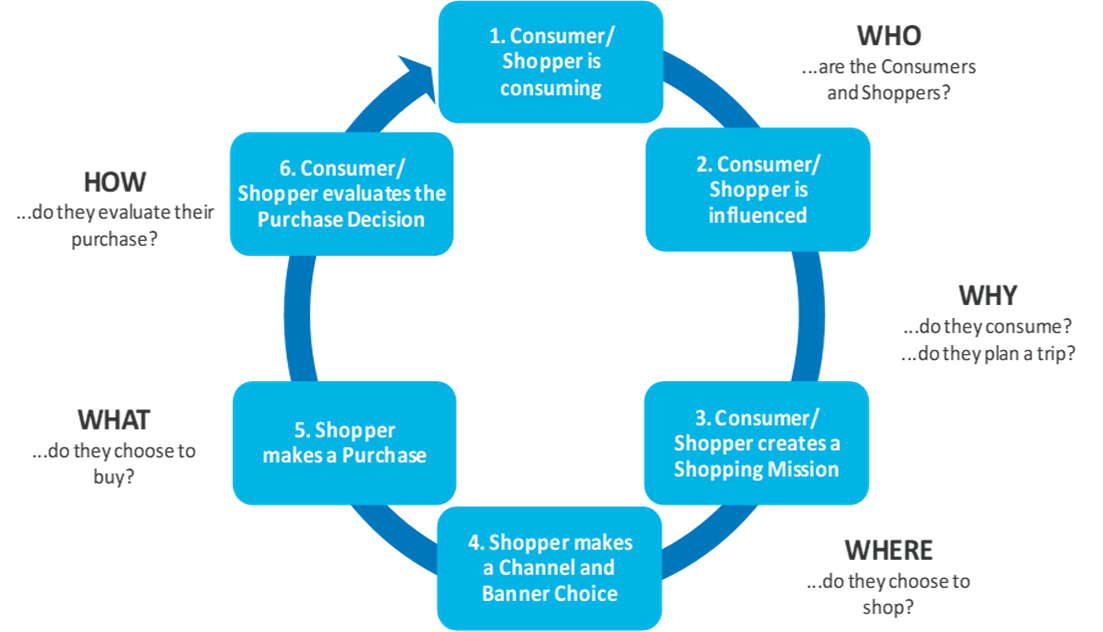 1. Consumer/
Shopper is
consuming
WHO
...are the Consumers
and Shoppers?
2. Consumer/
Shopper is
influenced
WHY
...do they consume?
...do they plan a trip?
3. Consumer/
Shopper creates a
Shopping Mission
WHERE
...do they choose to
shop?
4. Shopper makes
a Channel and
Banner Choice
5. Shopper
makes a Purchase
WHAT
...do they choose to
buy?
6. Consumer/
Shopper evaluates the
Purchase Decision
HOW
...do they evaluate their
purchase?